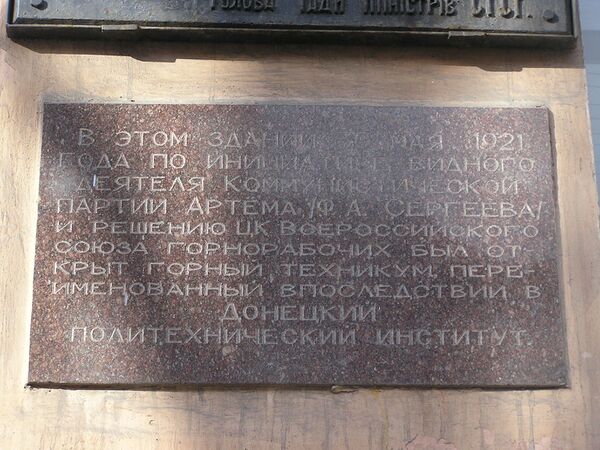 ГОЛОВА РАДИ МІНІСТРІВ
В ЭТОМ ЗДАНИИ МАЯ 1921
ГОДА ПО ИНИЦИАТИВЕ ВИДНОГО
ДЕЯТЕЛЯ КОММУНИСТИЧЕСКОЙ
ПАРТИИ АРТЕМА /Ф. А. СЕРГЕЕВА/
И РЕШЕНИЮ ЦК ВСЕРОССИЙСКОГО
СОЮЗА ГОРНОРАБОЧИХ БЫЛ ОТ-
КРЫТ ГОРНЫЙ ТЕХНИКУМ, ПЕРЕ-
ИМЕНОВАННЫЙ ВПОСЛЕДСТВИИ В
ДОНЕЦКИЙ
ПОЛИТЕХНИЧЕСКИЙ ИНСТИТУТ.